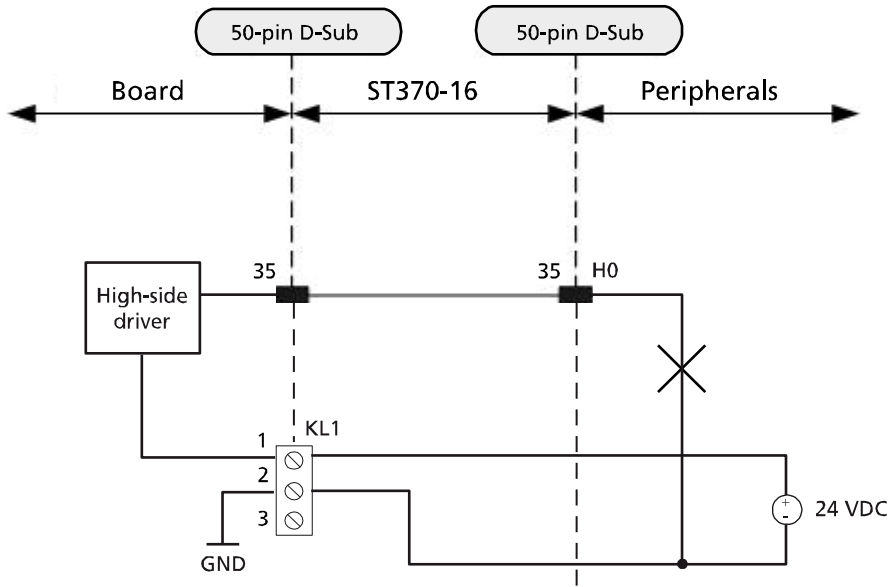 50-pin D-Sub
50-pin D-Sub
Board
ST370-16
Peripherals
35
35
H0
High-side
driver
KL1
1
2
3
GND
+
-
24 VDC